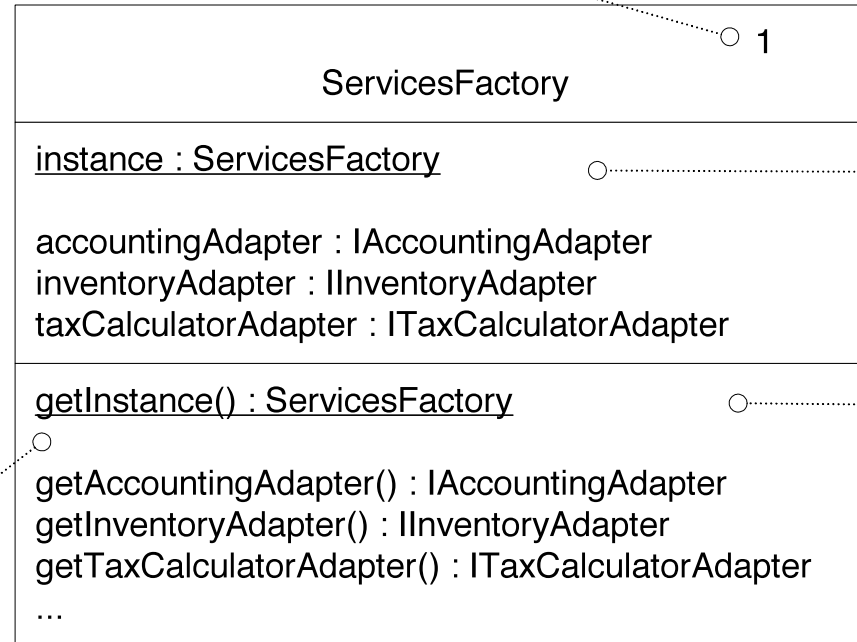 1
ServicesFactory
instance : ServicesFactory
accountingAdapter : IAccountingAdapter
inventoryAdapter : IInventoryAdapter
taxCalculatorAdapter : ITaxCalculatorAdapter
getInstance() : ServicesFactory
getAccountingAdapter() : IAccountingAdapter
getInventoryAdapter() : IInventoryAdapter
getTaxCalculatorAdapter() : ITaxCalculatorAdapter
...